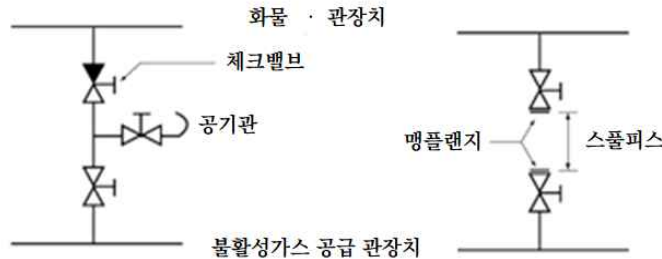 화물 · 관장치
체크밸브
공기관
맹플랜지
스풀피스
불활성가스 공급 관장치